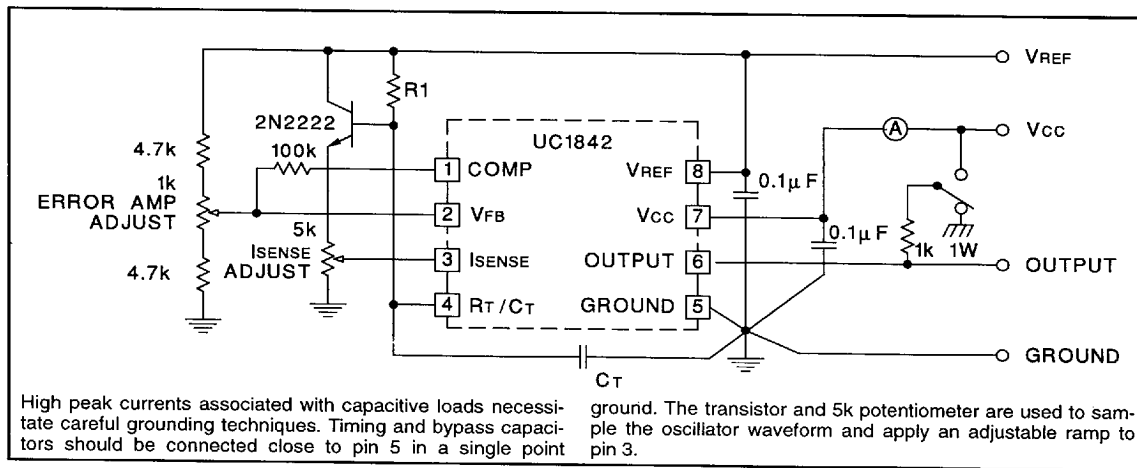 VREF
R1
2N2222
UC1842
VCC
A
4.7k
100k
1 COMP
VREF 8
0.1µF
1k
ERROR AMP
ADJUST
2 VFB
VCC 7
0.1µF
5k
ISENSE
ADJUST
3 ISENSE
OUTPUT 6
1k
1W
OUTPUT
4.7k
4 RT/CT
GROUND 5
GROUND
CT
High peak currents associated with capacitive loads necessi-
tate careful grounding techniques. Timing and bypass capaci-
tors should be connected close to pin 5 in a single point
ground. The transistor and 5k potentiometer are used to sam-
ple the oscillator waveform and apply an adjustable ramp to
pin 3.